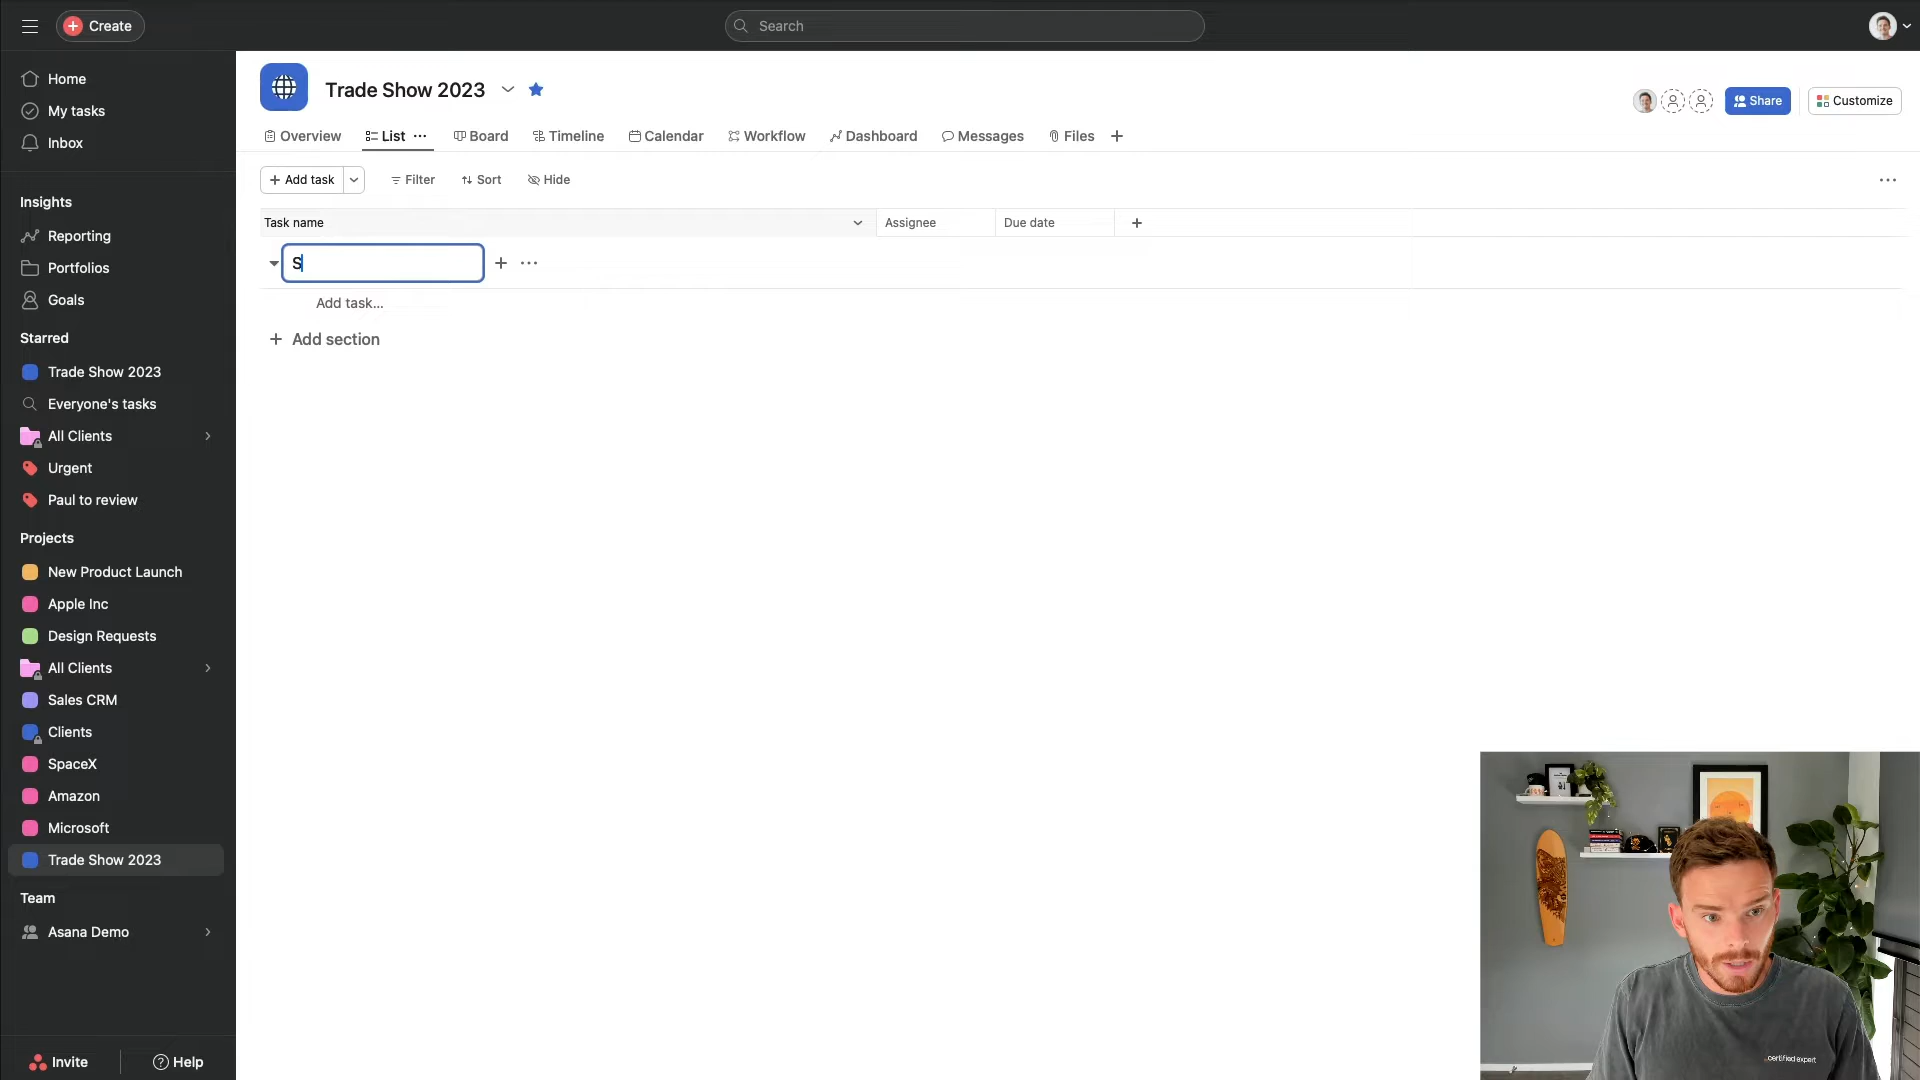 Create
Search
Home
My tasks
Inbox
Insights
Reporting
Portfolios
Goals
Starred
Trade Show 2023
Everyone's tasks
All Clients
Urgent
Paul to review
Projects
New Product Launch
Apple Inc
Design Requests
All Clients
Sales CRM
Clients
SpaceX
Amazon
Microsoft
Trade Show 2023
Team
Asana Demo
Invite
Help
Trade Show 2023
Share
Customize
Overview
List
Board
Timeline
Calendar
Workflow
Dashboard
Messages
Files
Add task
Filter
Sort
Hide
Task name
Assignee
Due date
S
Add task...
Add section
certified expert